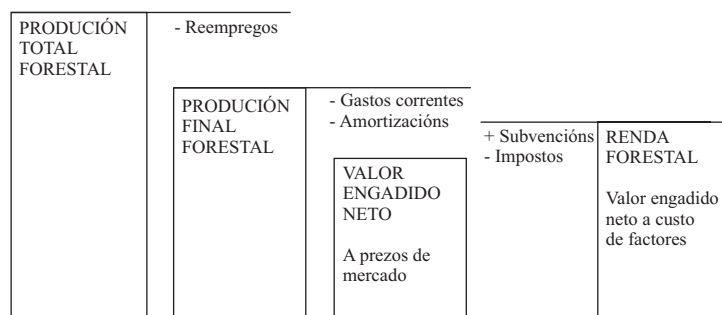 PRODUCIÓN
TOTAL
FORESTAL
- Reempregos
PRODUCIÓN
FINAL
FORESTAL
- Gastos correntes
- Amortizacións
VALOR
ENGADIDO
NETO
A prezos de
mercado
+ Subvencións
- Impostos
RENDA
FORESTAL
Valor engadido
neto a custo
de factores